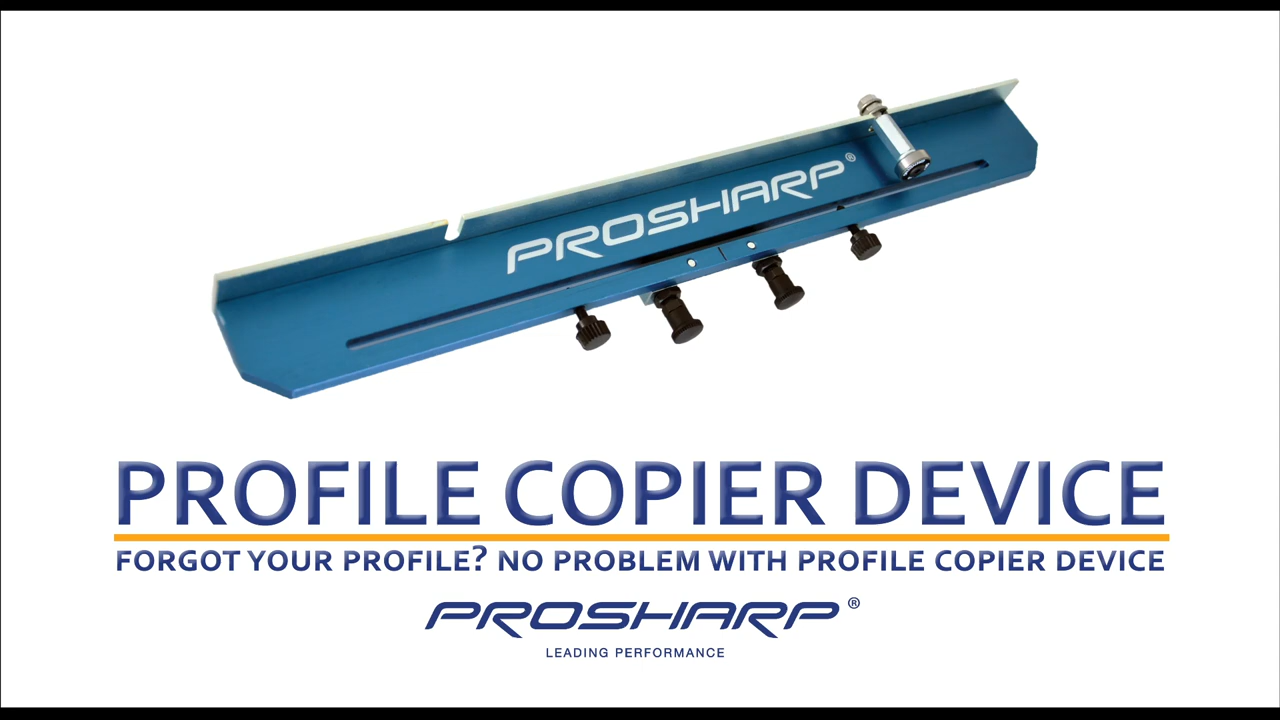 PROSHARP®
PROFILE COPIER DEVICE
FORGOT YOUR PROFILE? NO PROBLEM WITH PROFILE COPIER DEVICE
PROSHARP®
LEADING PERFORMANCE